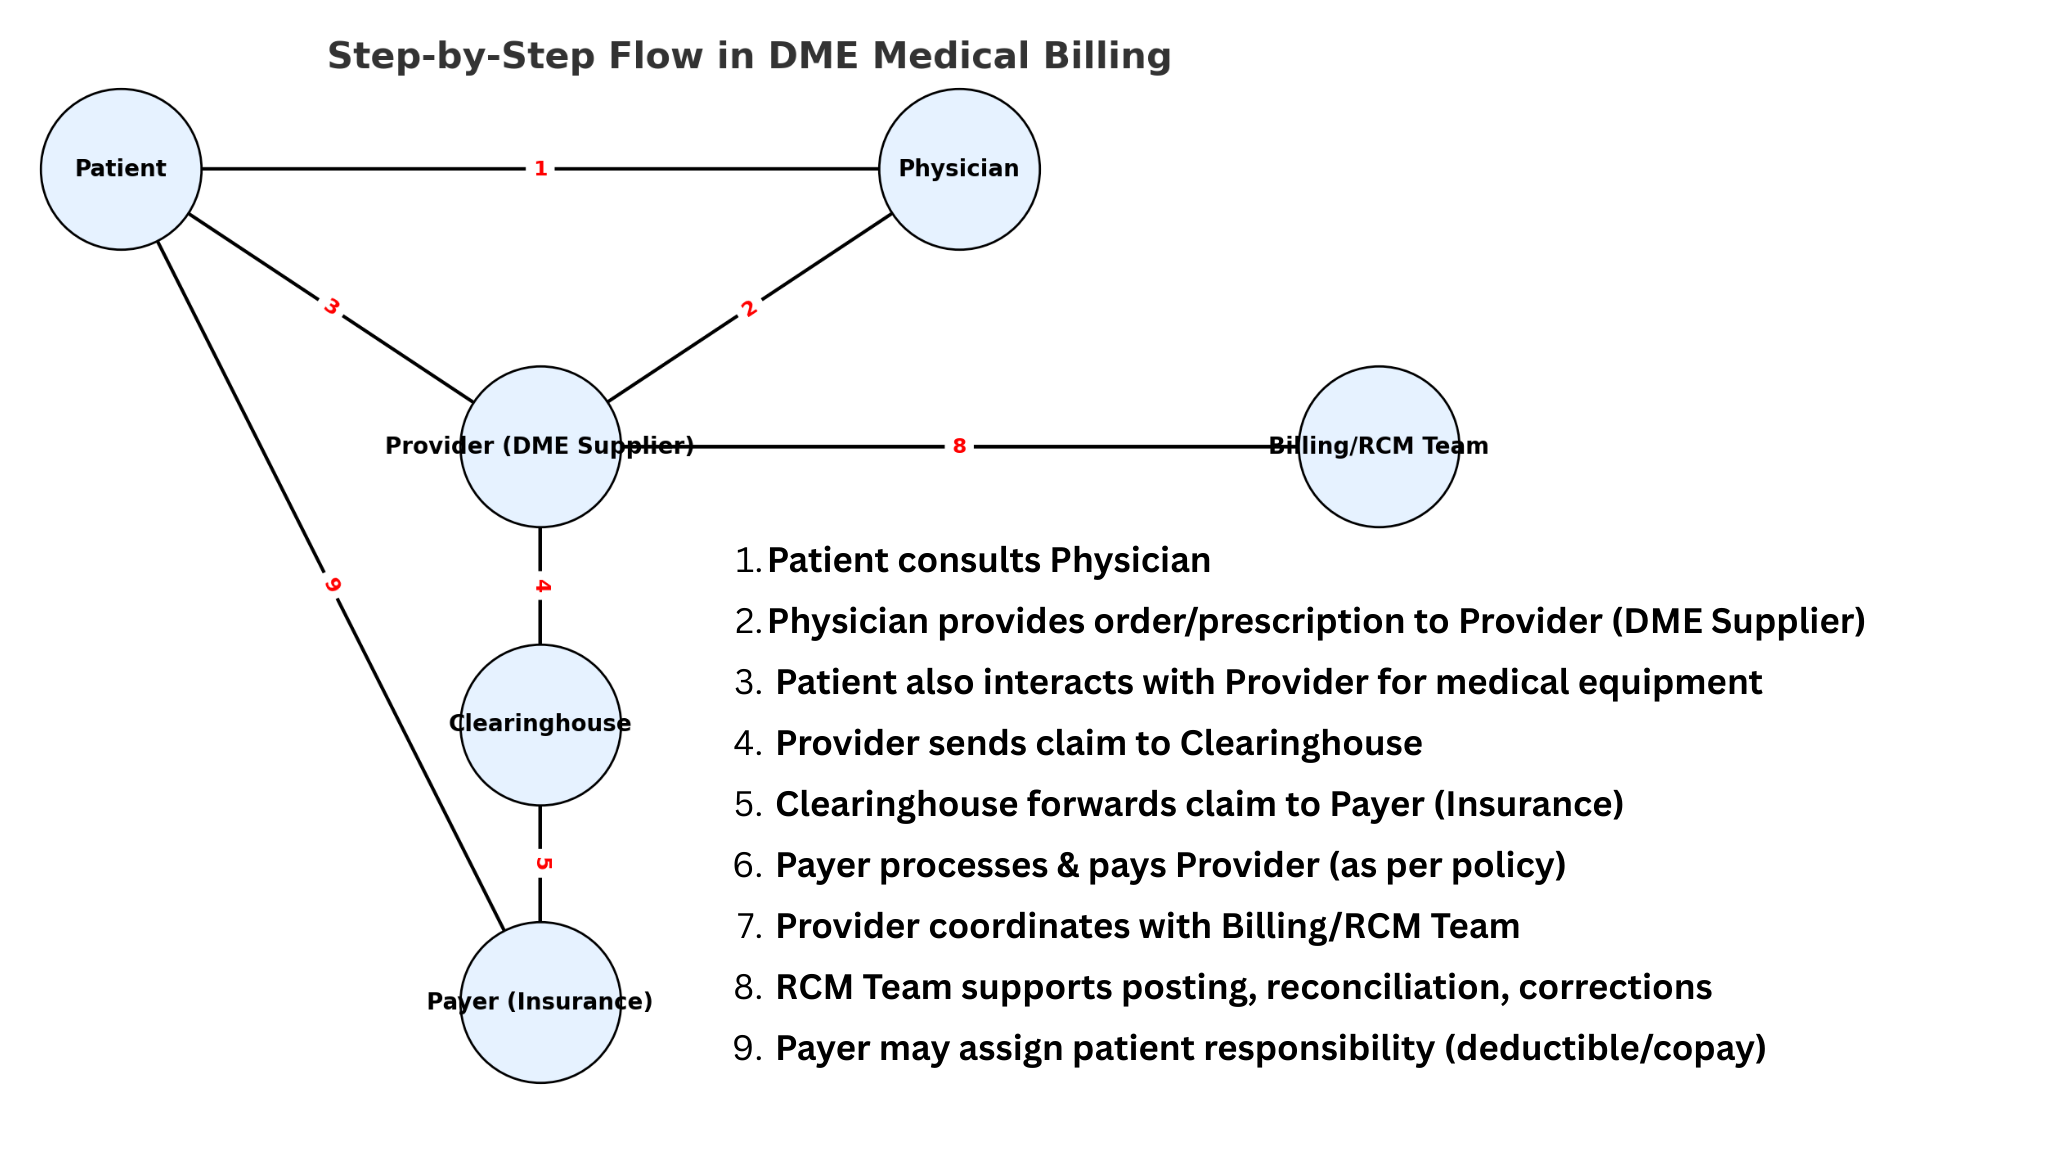 Step-by-Step Flow in DME Medical Billing
Patient
1
Physician
3
2
Provider (DME Supplier)
8
Billing/RCM Team
9
4
Clearinghouse
5
Payer (Insurance)
1. Patient consults Physician
2. Physician provides order/prescription to Provider (DME Supplier)
3. Patient also interacts with Provider for medical equipment
4. Provider sends claim to Clearinghouse
5. Clearinghouse forwards claim to Payer (Insurance)
6. Payer processes & pays Provider (as per policy)
7. Provider coordinates with Billing/RCM Team
8. RCM Team supports posting, reconciliation, corrections
9. Payer may assign patient responsibility (deductible/copay)